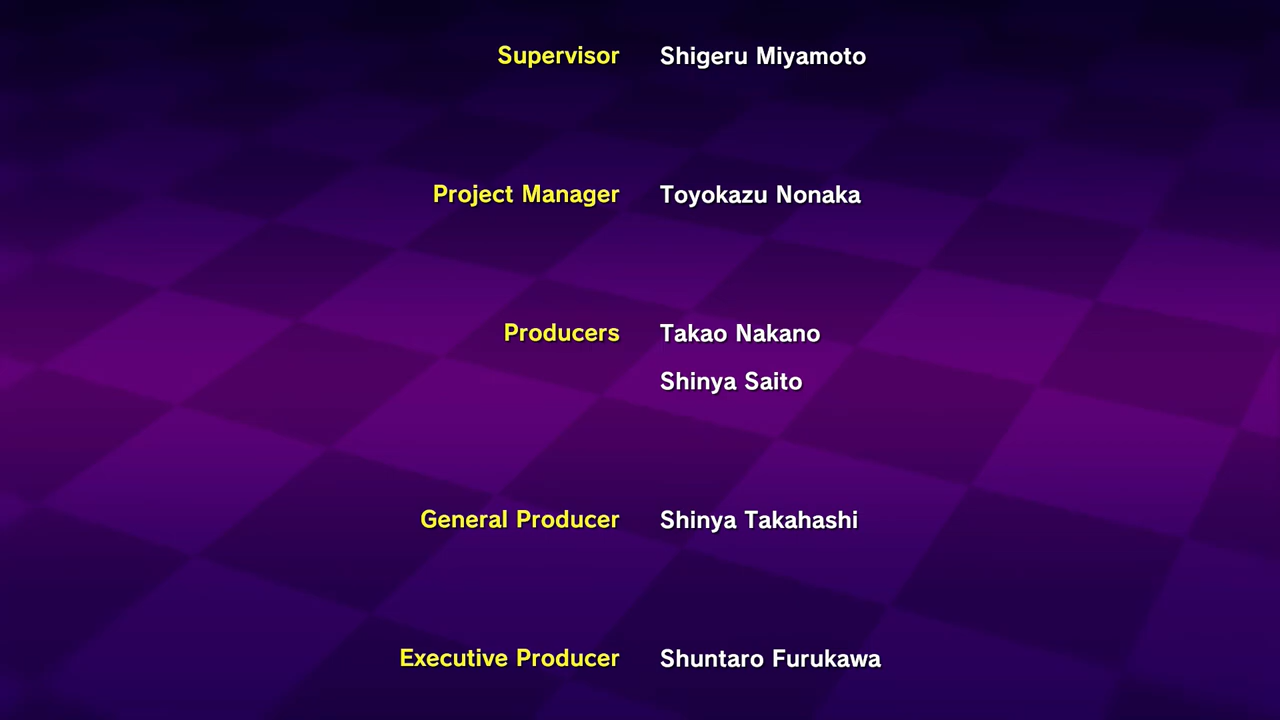 Supervisor Shigeru Miyamoto
Project Manager Toyokazu Nonaka
Producers Takao Nakano
Shinya Saito
General Producer Shinya Takahashi
Executive Producer Shuntaro Furukawa